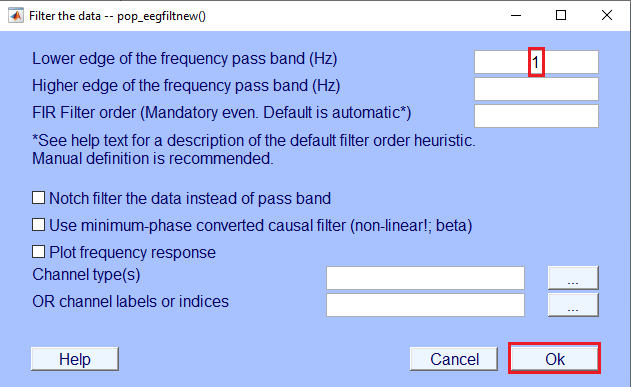 Filter the data -- pop_eegfiltnew()
Lower edge of the frequency pass band (Hz) 1
Higher edge of the frequency pass band (Hz)
FIR Filter order (Mandatory even. Default is automatic*)
*See help text for a description of the default filter order heuristic.
Manual definition is recommended.
Notch filter the data instead of pass band
Use minimum-phase converted causal filter (non-linear!; beta)
Plot frequency response
Channel type(s) ...
OR channel labels or indices ...
Help Cancel Ok